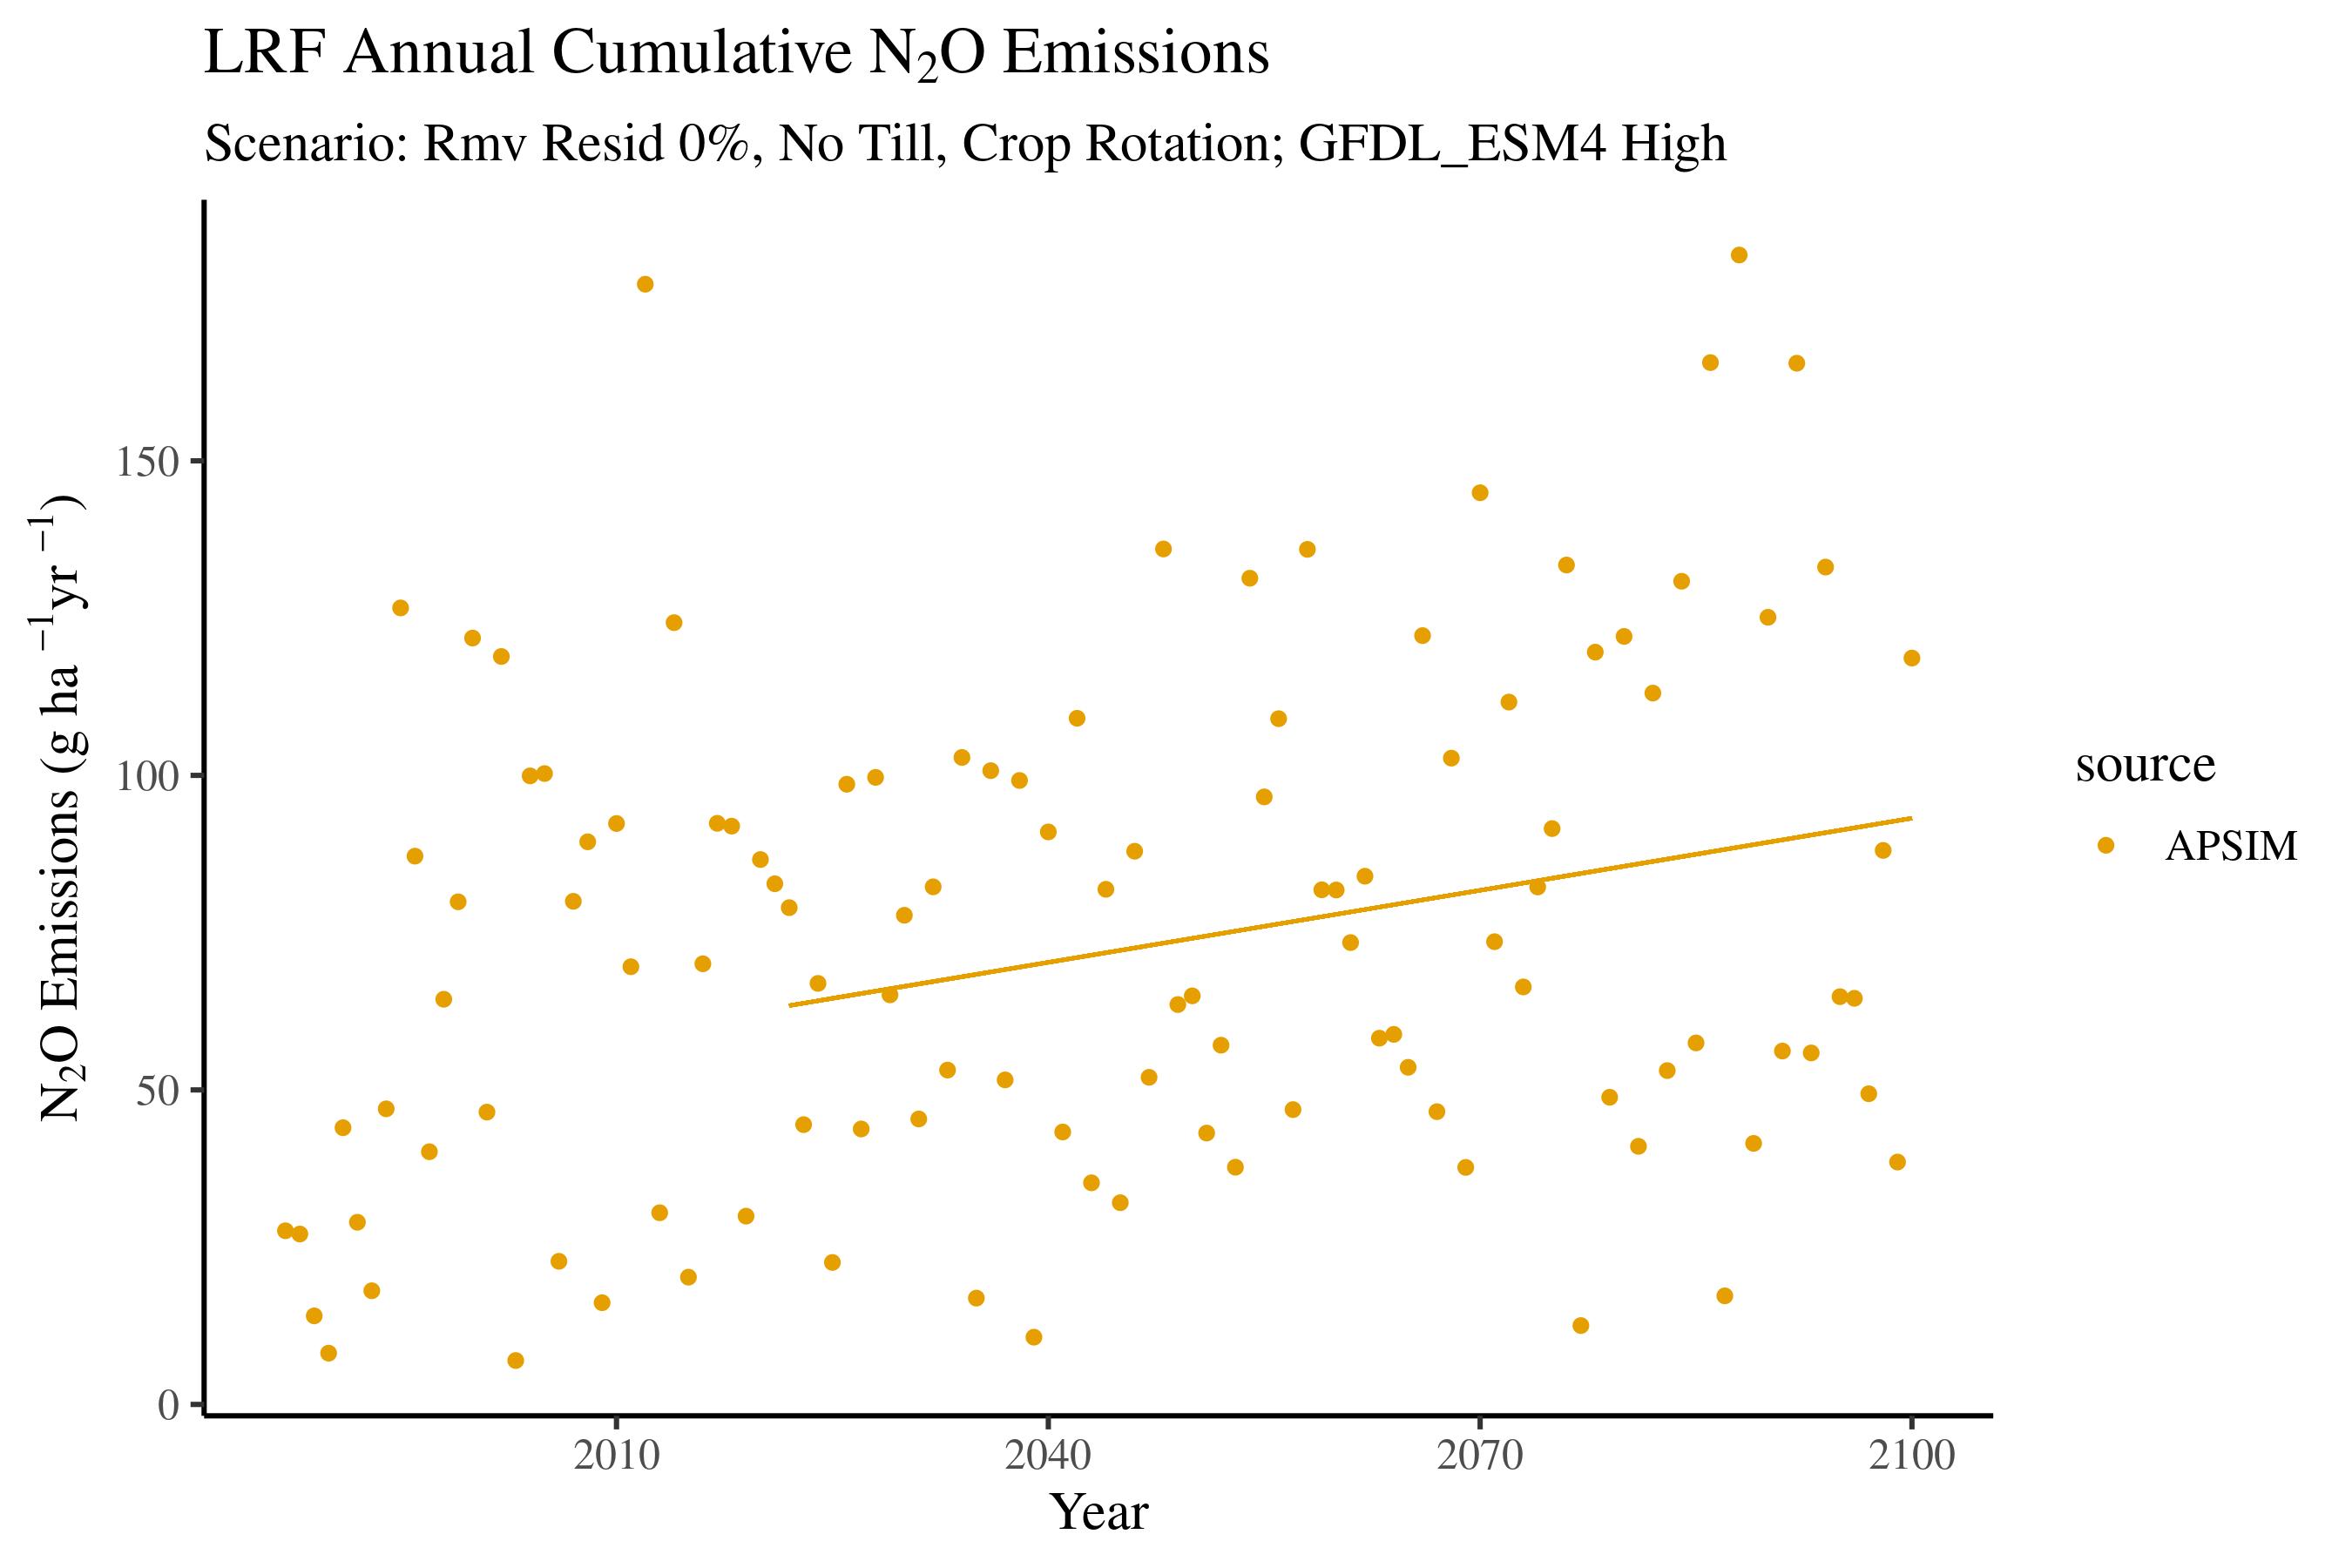 LRF Annual Cumulative N₂O Emissions
Scenario: Rmv Resid 0%, No Till, Crop Rotation; GFDL_ESM4 High
N₂O Emissions (g ha⁻¹yr⁻¹)
150
100
50
0
2010
2040
2070
2100
Year
source
APSIM